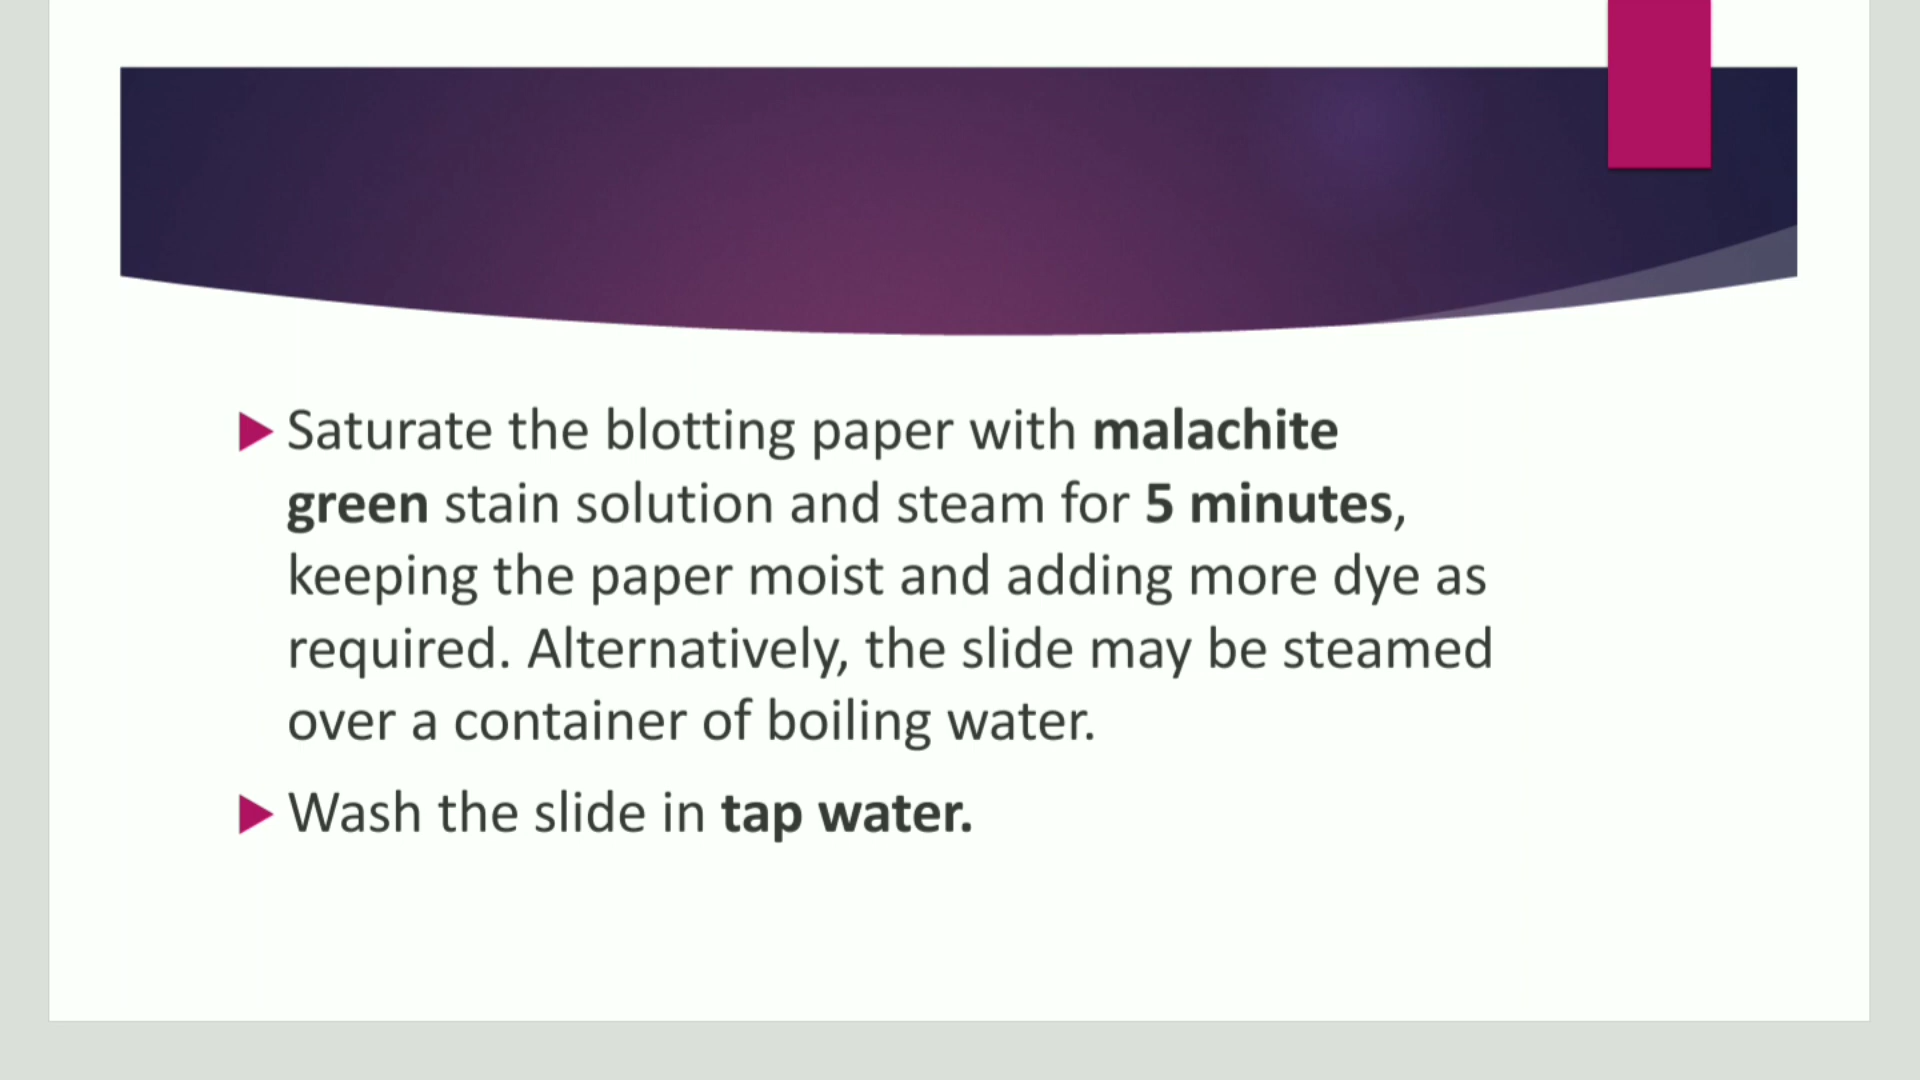 Saturate the blotting paper with malachite
green stain solution and steam for 5 minutes,
keeping the paper moist and adding more dye as
required. Alternatively, the slide may be steamed
over a container of boiling water.
Wash the slide in tap water.